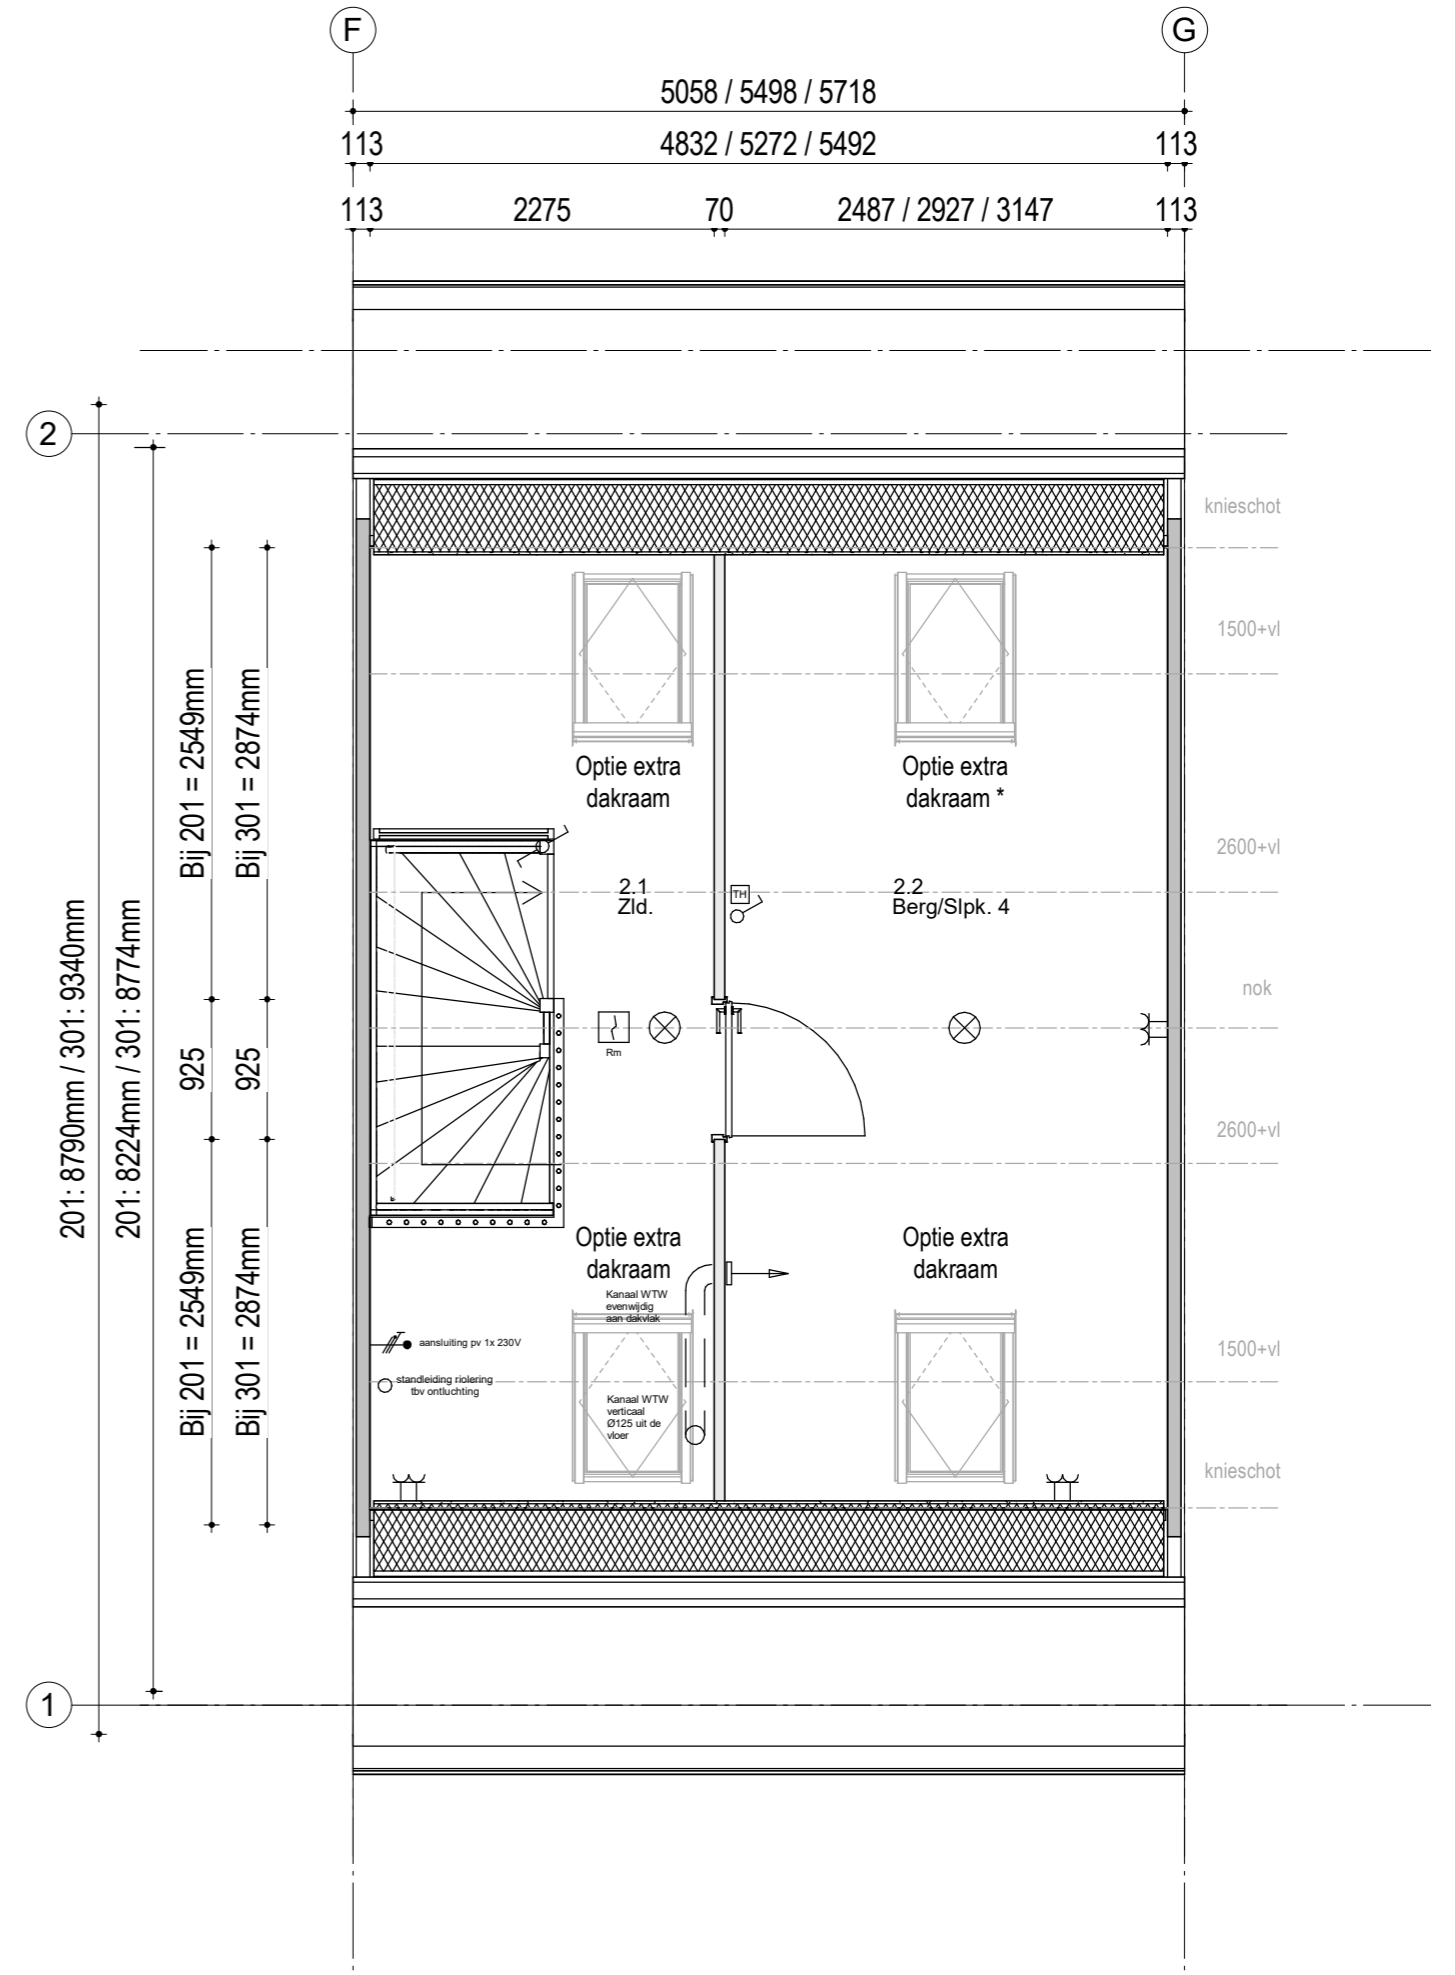 F
G
5058 / 5498 / 5718
113
4832 / 5272 / 5492
113
113
2275
70
2487 / 2927 / 3147
113
2
knieschot
1500+vl
Bij 201 = 2549mm
Bij 301 = 2874mm
Optie extra
dakraam
Optie extra
dakraam *
2600+vl
2.1
Zld.
TH
2.2
Berg/Slpk. 4
201: 8790mm / 301: 9340mm
201: 8224mm / 301: 8774mm
nok
925
925
Rm
2600+vl
Bij 201 = 2549mm
Bij 301 = 2874mm
Optie extra
dakraam
Optie extra
dakraam
Kanaal WTW
evenwijdig
aan dakvlak
aansluiting pv 1x 230V
1500+vl
standleiding riolering
tbv ontluchting
Kanaal WTW
verticaal
Ø125 uit de
vloer
knieschot
1